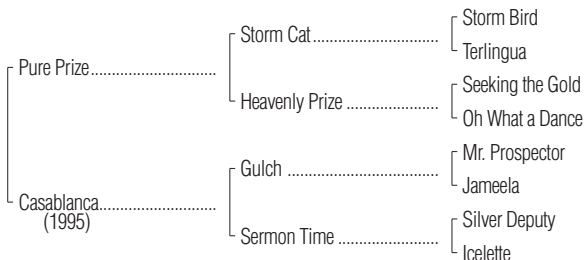 Storm Bird
Storm Cat
Terlingua
Pure Prize
Seeking the Gold
Heavenly Prize
Oh What a Dance
Mr. Prospector
Gulch
Jameela
Casablanca
(1995)
Silver Deputy
Sermon Time
Icelette